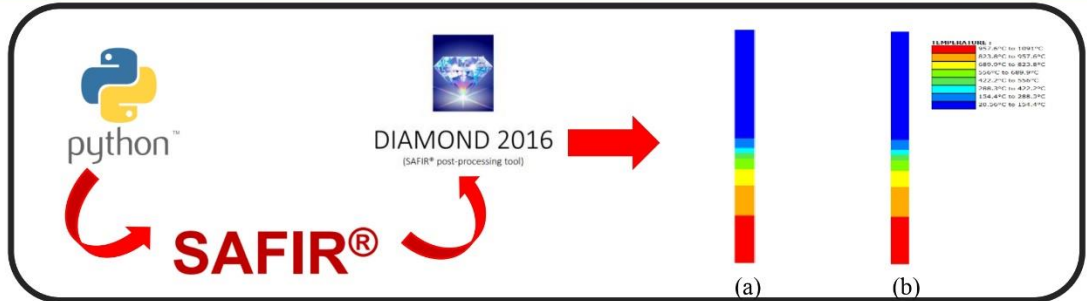 python™
DIAMOND 2016
(SAFIR® post-processing tool)
SAFIR®
TEMPERATURE :
957.6°C to 1091°C
823.8°C to 957.6°C
689.9°C to 823.8°C
556°C to 689.9°C
422.2°C to 556°C
288.3°C to 422.2°C
154.4°C to 288.3°C
20.56°C to 154.4°C
(a)
(b)